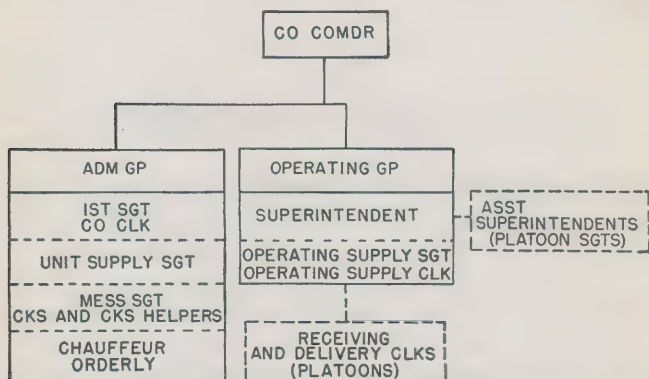 CO COMDR
ADM GP
IST SGT
CO CLK
UNIT SUPPLY SGT
MESS SGT
CKS AND CKS HELPERS
CHAUFFEUR
ORDERLY
OPERATING GP
SUPERINTENDENT
OPERATING SUPPLY SGT
OPERATING SUPPLY CLK
RECEIVING
AND DELIVERY CLKS
(PLATOONS)
ASST
SUPERINTENDENTS
(PLATOON SGTS)